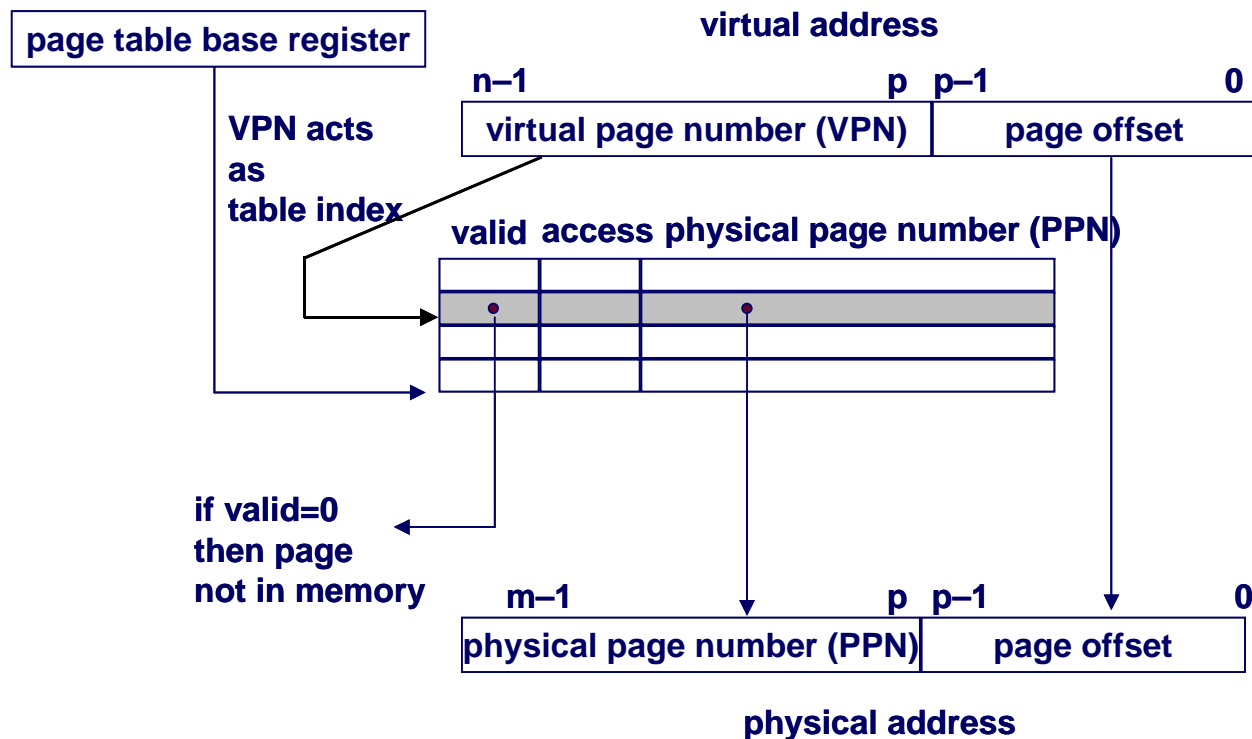 page table base register
virtual address
n–1 p p–1 0
virtual page number (VPN) page offset
VPN acts
as
table index
valid access physical page number (PPN)
if valid=0
then page
not in memory
m–1 p p–1 0
physical page number (PPN) page offset
physical address